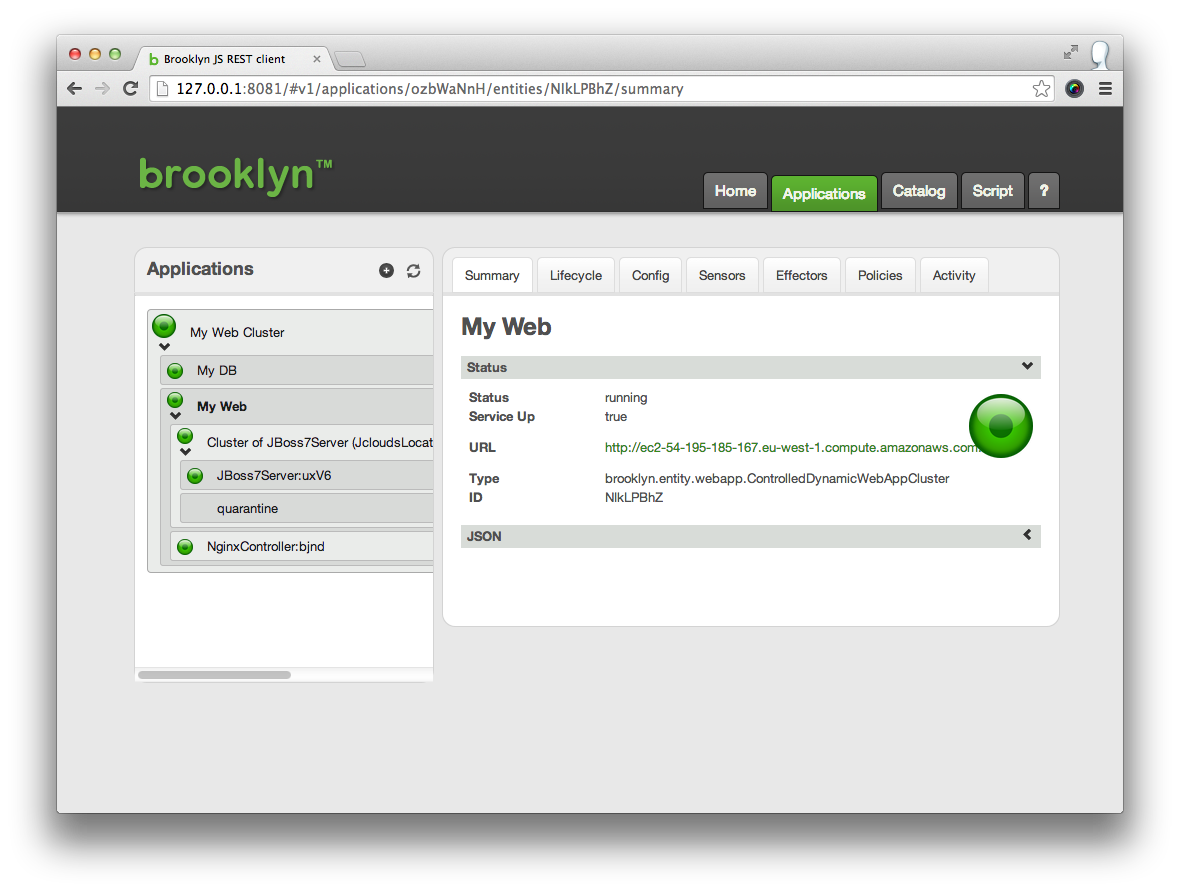 Brooklyn JS REST client
127.0.0.1:8081/#v1/applications/ozbWaNnH/entities/NIkLPBhZ/summary
brooklyn™
Home
Applications
Catalog
Script
?
Applications
My Web Cluster
My DB
My Web
Cluster of JBoss7Server (JcloudsLocat
JBoss7Server:uxV6
quarantine
NginxController:bjnd
Summary
Lifecycle
Config
Sensors
Effectors
Policies
Activity
My Web
Status
Status running
Service Up true
URL http://ec2-54-195-185-167.eu-west-1.compute.amazonaws.com
Type brooklyn.entity.webapp.ControlledDynamicWebAppCluster
ID NIkLPBhZ
JSON